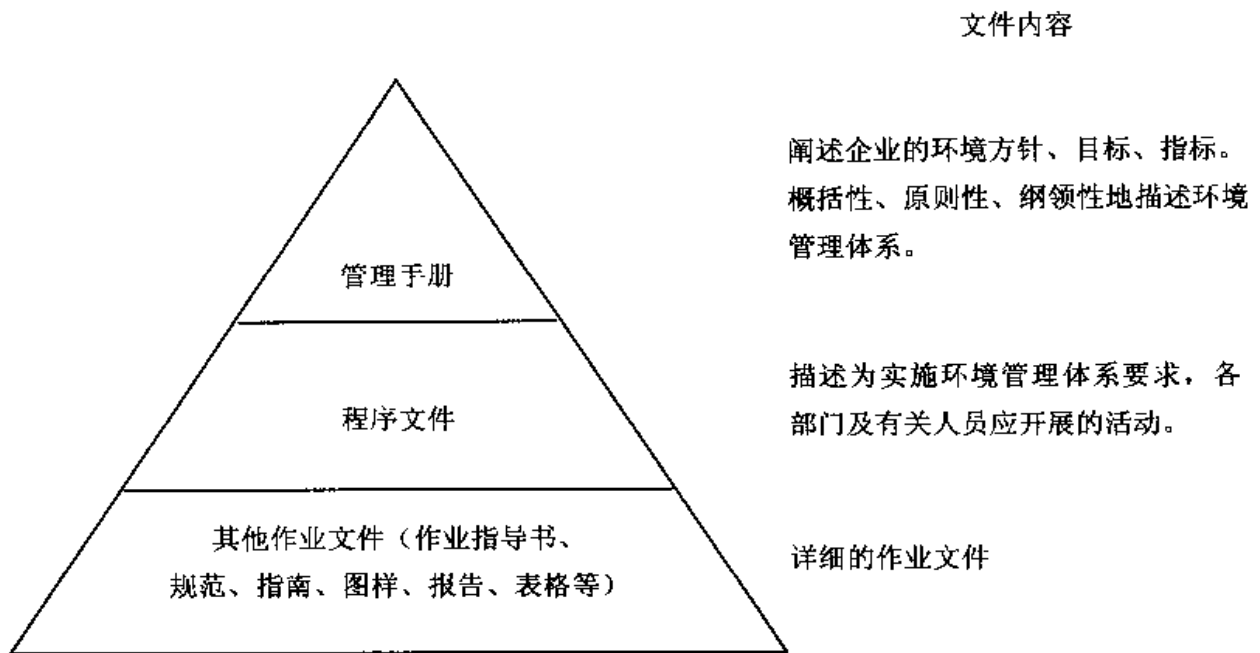 文件内容
阐述企业的环境方针、目标、指标。
概括性、原则性、纲领性地描述环境
管理体系。
管理手册
描述为实施环境管理体系要求，各
部门及有关人员应开展的活动。
程序文件
其他作业文件（作业指导书、
规范、指南、图样、报告、表格等）
详细的作业文件